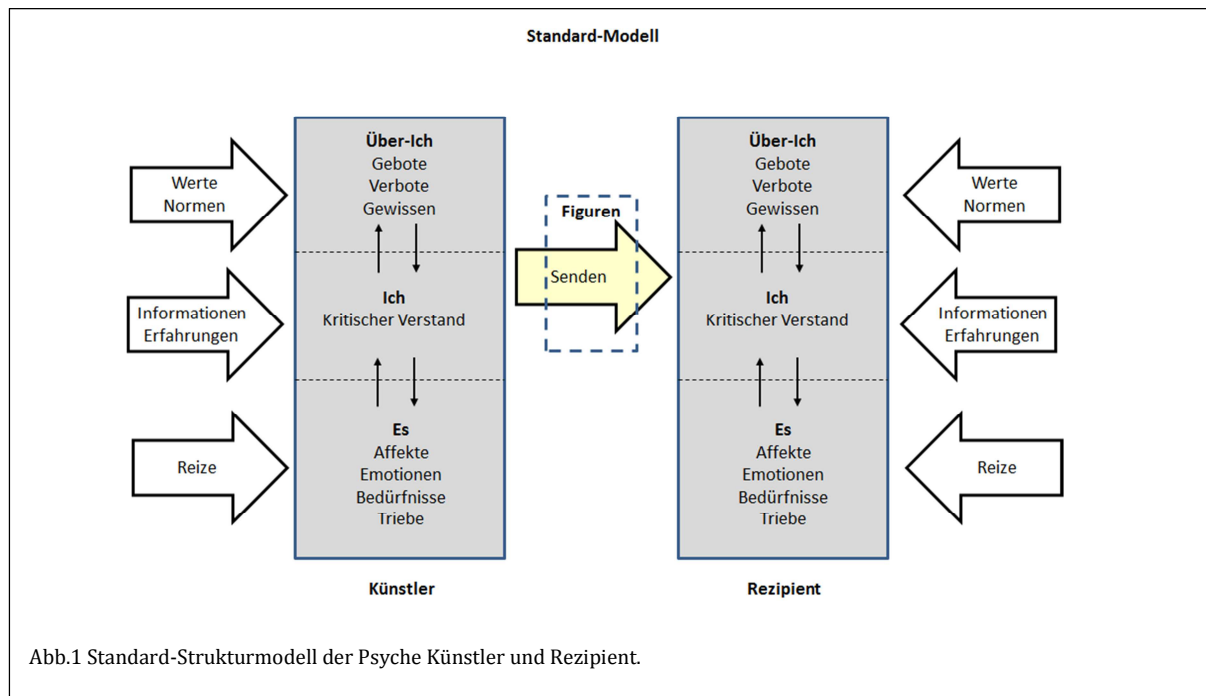 Standard-Modell
Werte
Normen
Informationen
Erfahrungen
Reize
Über-Ich
Gebote
Verbote
Gewissen
Ich
Kritischer Verstand
Es
Affekte
Emotionen
Bedürfnisse
Triebe
Künstler
Figuren
Senden
Über-Ich
Gebote
Verbote
Gewissen
Ich
Kritischer Verstand
Es
Affekte
Emotionen
Bedürfnisse
Triebe
Rezipient
Werte
Normen
Informationen
Erfahrungen
Reize
Abb.1 Standard-Strukturmodell der Psyche Künstler und Rezipient.